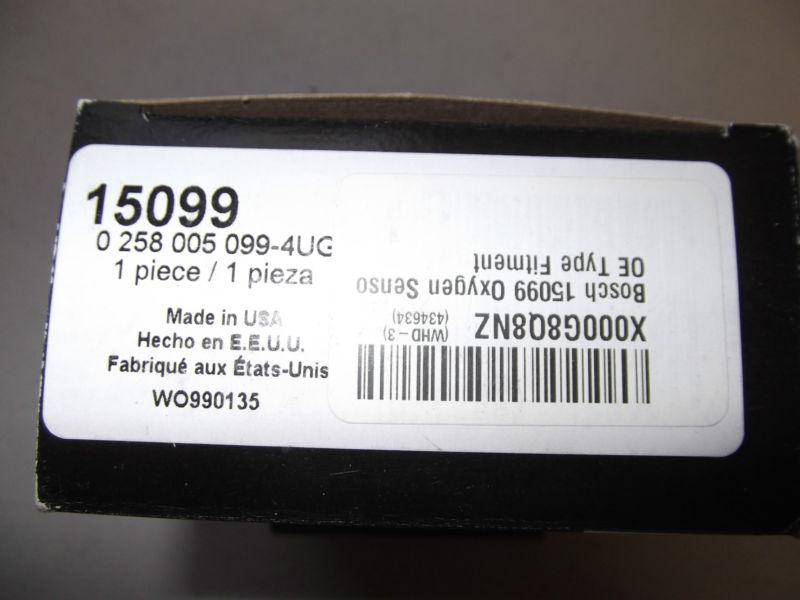 15099
0 258 005 099-4UG
1 piece / 1 pieza
Made in USA
Hecho en E.E.U.U.
Fabriqué aux États-Unis
WO990135
X000G8Q8NZ
(WHD – 3)
(434634)
Bosch 15099 Oxygen Senso
OE Type Fitment